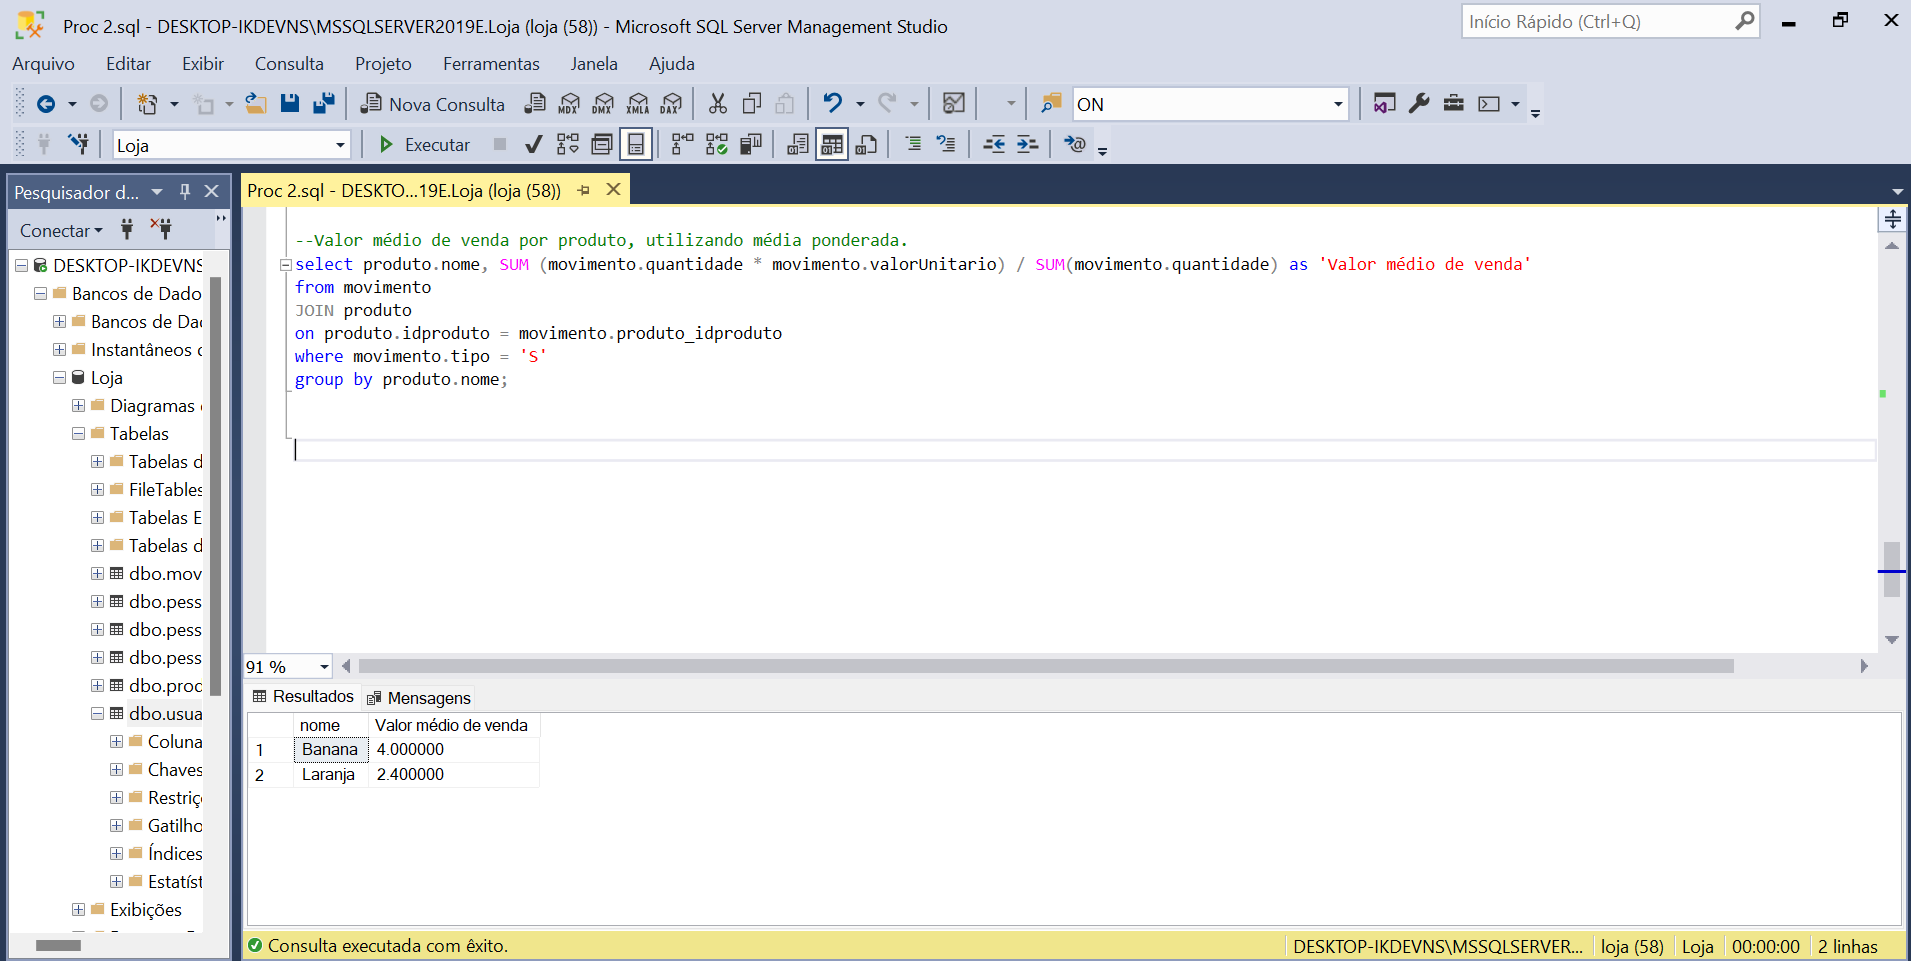 Proc 2.sql - DESKTOP-IKDEVNS\MSSQLSERVER2019E.Loja (loja (58)) - Microsoft SQL Server Management Studio
Início Rápido (Ctrl+Q)
Arquivo Editar Exibir Consulta Projeto Ferramentas Janela Ajuda
Nova Consulta MDX DMX XMLA DAX ON
Loja Executar
Pesquisador d...
Proc 2.sql - DESKTO...19E.Loja (loja (58))
Conectar
DESKTOP-IKDEVNS
Bancos de Dado
Bancos de Da
Instantâneos
Loja
Diagramas
Tabelas
Tabelas d
FileTables
Tabelas E
Tabelas d
dbo.mov
dbo.pess
dbo.pess
dbo.pess
dbo.proc
dbo.usua
Coluna
Chaves
Restriç
Gatilho
Índices
Estatíst
Exibições
--Valor médio de venda por produto, utilizando média ponderada.
select produto.nome, SUM (movimento.quantidade * movimento.valorUnitario) / SUM(movimento.quantidade) as 'Valor médio de venda'
from movimento
JOIN produto
on produto.idproduto = movimento.produto_idproduto
where movimento.tipo = 'S'
group by produto.nome;
91 %
Resultados Mensagens
nome Valor médio de venda
1 Banana 4.000000
2 Laranja 2.400000
Consulta executada com êxito.
DESKTOP-IKDEVNS\MSSQLSERVER... loja (58) Loja 00:00:00 2 linhas